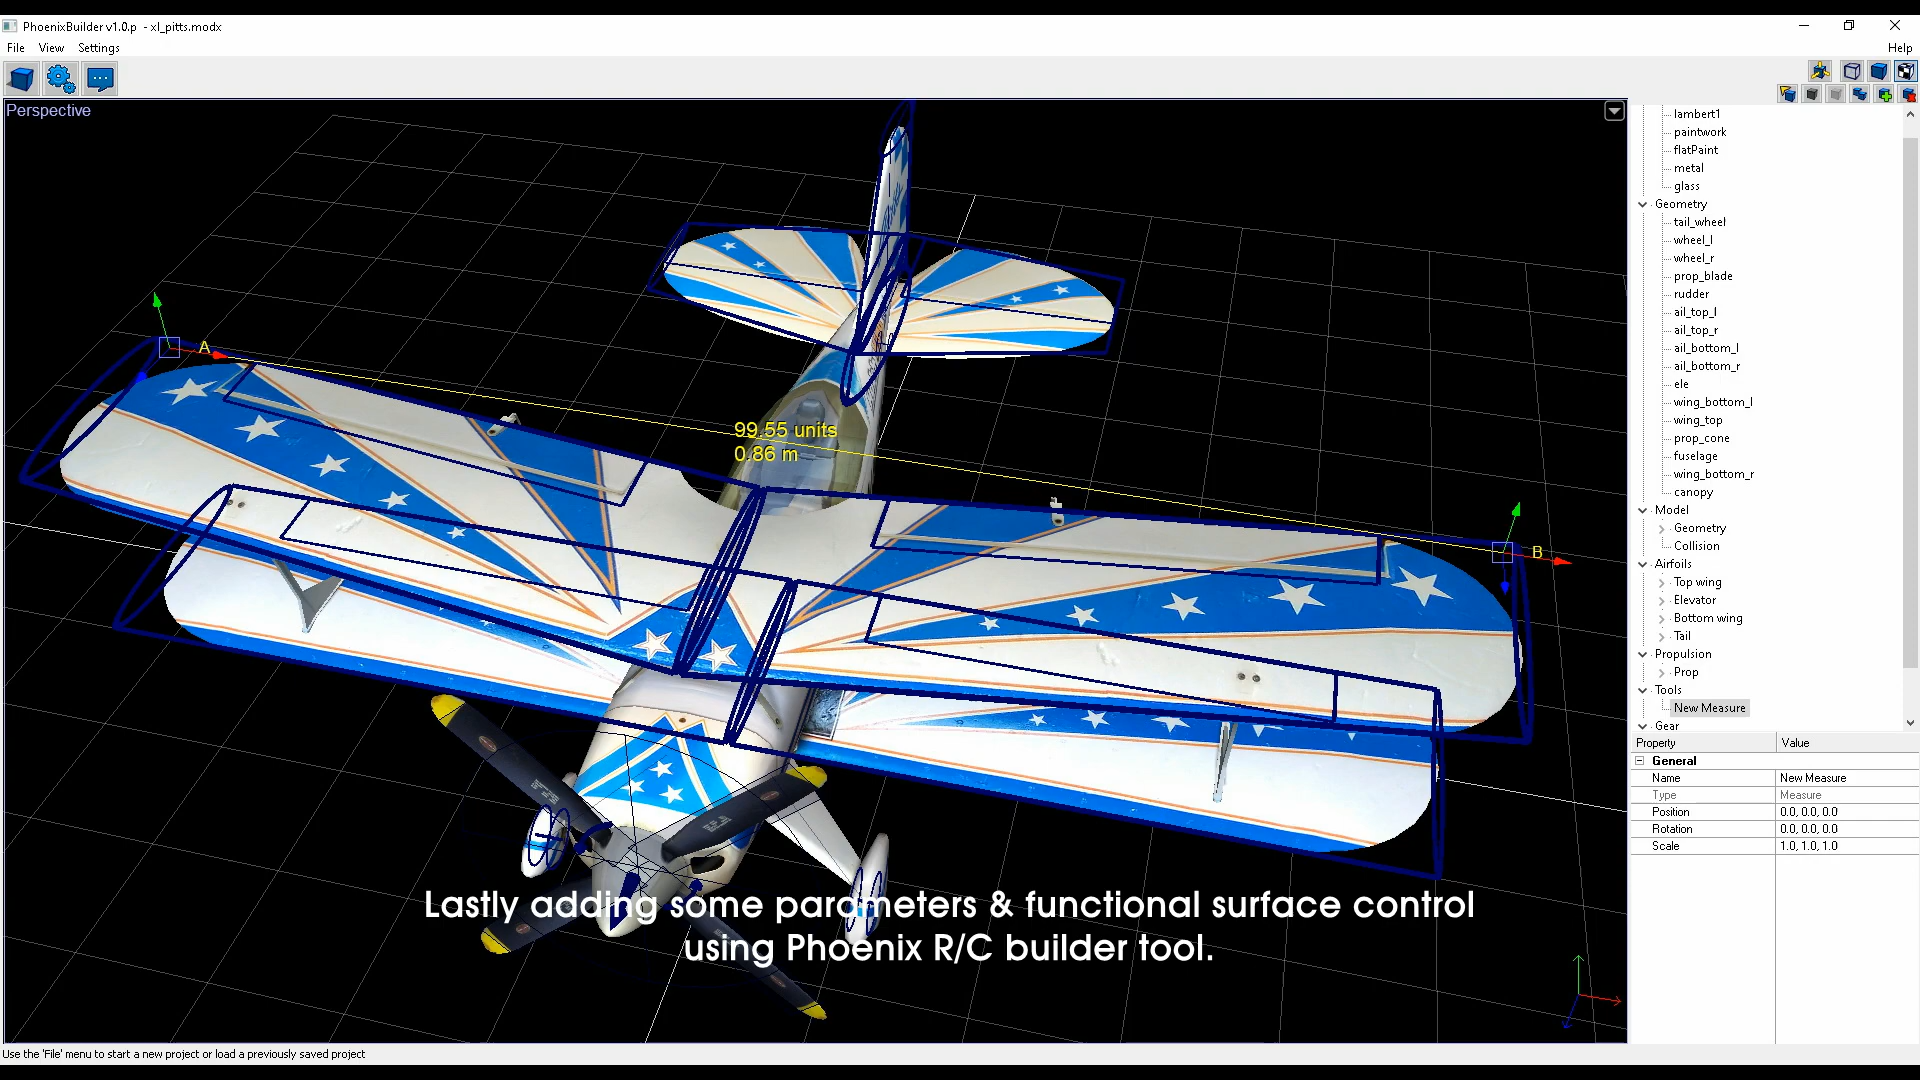 PhoenixBuilder v1.0.p - xl_pitts.modx
File View Settings
Help
Perspective
A
99.55 units
0.86 m
B
Lastly adding some parameters & functional surface control
using Phoenix R/C builder tool.
lambert1
paintwork
flatPaint
metal
glass
Geometry
tail_wheel
wheel_l
wheel_r
prop_blade
rudder
ail_top_l
ail_top_r
ail_bottom_l
ail_bottom_r
ele
wing_bottom_l
wing_top
prop_cone
fuselage
wing_bottom_r
canopy
Model
Geometry
Collision
Airfoils
Top wing
Elevator
Bottom wing
Tail
Propulsion
Prop
Tools
New Measure
Gear
Property Value
General
Name New Measure
Type Measure
Position 0.0, 0.0, 0.0
Rotation 0.0, 0.0, 0.0
Scale 1.0, 1.0, 1.0
Use the 'File' menu to start a new project or load a previously saved project